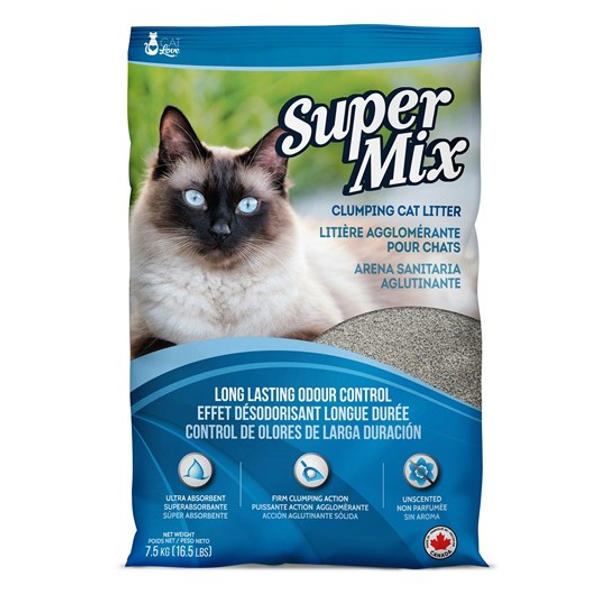 CAT
Love
Super
Mix
CLUMPING CAT LITTER
LITIÈRE AGGLOMÉRANTE
POUR CHATS
ARENA SANITARIA
AGLUTINANTE
LONG LASTING ODOUR CONTROL
EFFET DÉSODORISANT LONGUE DURÉE
CONTROL DE OLORES DE LARGA DURACIÓN
ULTRA ABSORBENT
SUPERABSORBANTE
SÚPER ABSORBENTE
FIRM CLUMPING ACTION
PUISSANTE ACTION AGGLOMÉRANTE
ACCIÓN AGLUTINANTE SÓLIDA
UNSCENTED
NON PARFUMÉE
SIN AROMA
NET WEIGHT
POIDS NET / PESO NETO
7.5 KG (16.5 LBS)
CANADA